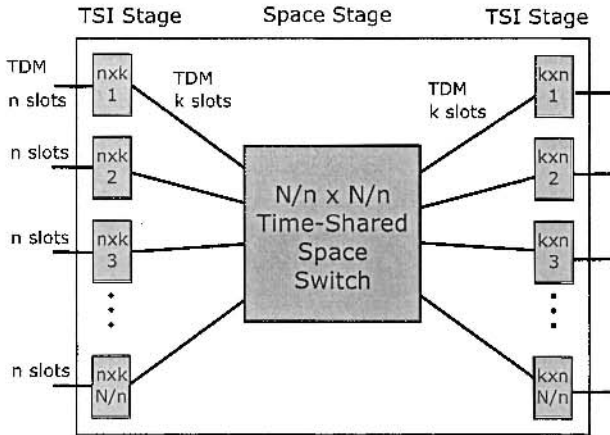 TSI Stage
Space Stage
TSI Stage
TDM
n slots
nxk
1
TDM
k slots
TDM
k slots
kxn
1
n slots
nxk
2
kxn
2
N/n x N/n
Time-Shared
Space
Switch
n slots
nxk
3
kxn
3
n slots
nxk
N/n
kxn
N/n